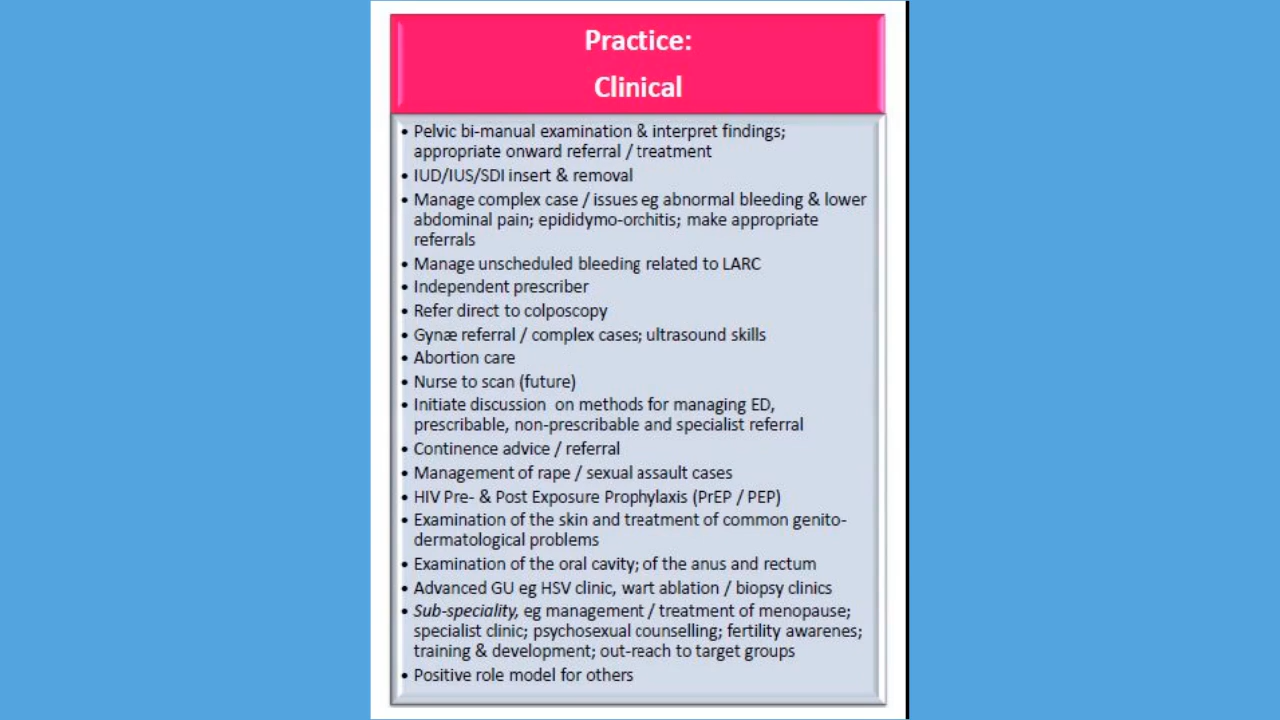 Practice:
Clinical
• Pelvic bi-manual examination & interpret findings;
appropriate onward referral / treatment
• IUD/IUS/SDI insert & removal
• Manage complex case / issues eg abnormal bleeding & lower
abdominal pain; epididymo-orchitis; make appropriate
referrals
• Manage unscheduled bleeding related to LARC
• Independent prescriber
• Refer direct to colposcopy
• Gynæ referral / complex cases; ultrasound skills
• Abortion care
• Nurse to scan (future)
• Initiate discussion on methods for managing ED,
prescribable, non-prescribable and specialist referral
• Continence advice / referral
• Management of rape / sexual assault cases
• HIV Pre- & Post Exposure Prophylaxis (PrEP / PEP)
• Examination of the skin and treatment of common genito-
dermatological problems
• Examination of the oral cavity; of the anus and rectum
• Advanced GU eg HSV clinic, wart ablation / biopsy clinics
• Sub-speciality, eg management / treatment of menopause;
specialist clinic; psychosexual counselling; fertility awarenes;
training & development; out-reach to target groups
• Positive role model for others